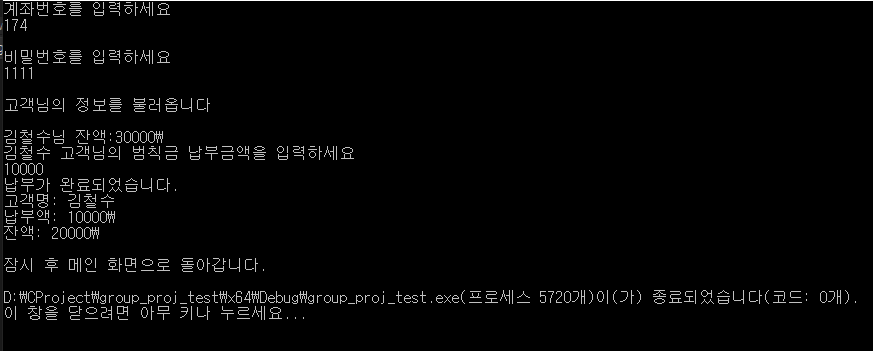 계좌번호를 입력하세요
174
비밀번호를 입력하세요
1111
고객님의 정보를 불러옵니다
김철수님 잔액:30000₩
김철수 고객님의 범칙금 납부금액을 입력하세요
10000
납부가 완료되었습니다.
고객명: 김철수
납부액: 10000₩
잔액: 20000₩
잠시 후 메인 화면으로 돌아갑니다.
D:₩CProject₩group_proj_test₩x64₩Debug₩group_proj_test.exe(프로세스 5720개)이(가) 종료되었습니다(코드: 0개).
이 창을 닫으려면 아무 키나 누르세요...